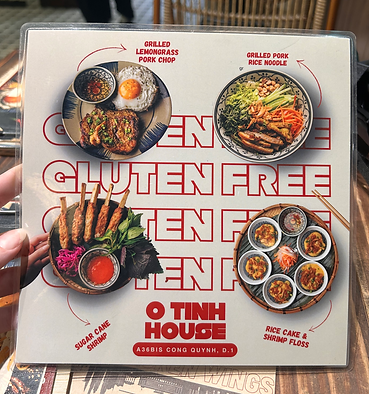 GRILLED
LEMONGRASS
PORK CHOP
GRILLED PORK
RICE NOODLE
GLUTEN FREE
GLUTEN FREE
GLUTEN FREE
GLUTEN FREE
SUGAR CANE
SHRIMP
RICE CAKE &
SHRIMP FLOSS
O TINH
HOUSE
A36BIS CONG QUYNH, D.1
WINGS